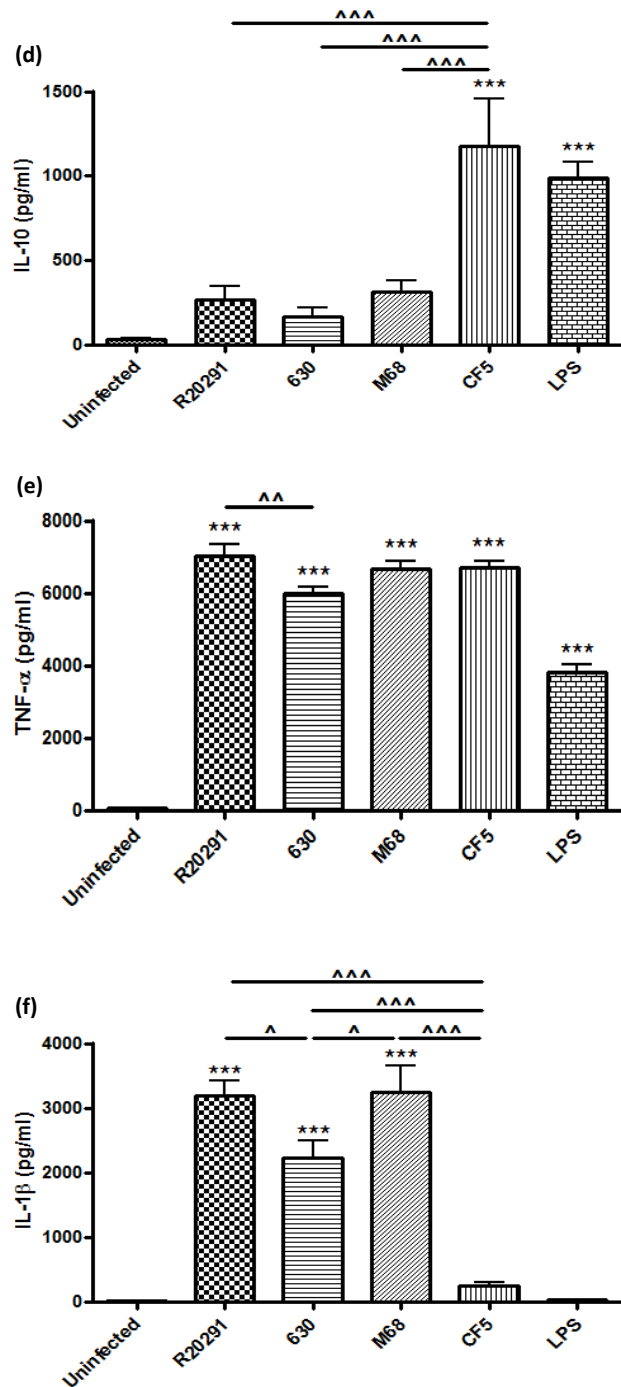 ^^^
(d)
^^^
^^^
1500
***
***
1000
500
0
IL-10 (pg/ml)
Uninfected
R20291
630
M68
CF5
LPS
(e)
^^
8000
***
***
***
***
6000
4000
***
2000
0
TNF-α (pg/ml)
Uninfected
R20291
630
M68
CF5
LPS
^^^
(f)
^^^
^ ^ ^^^
4000
***
***
3000
***
2000
1000
0
IL-1β (pg/ml)
Uninfected
R20291
630
M68
CF5
LPS